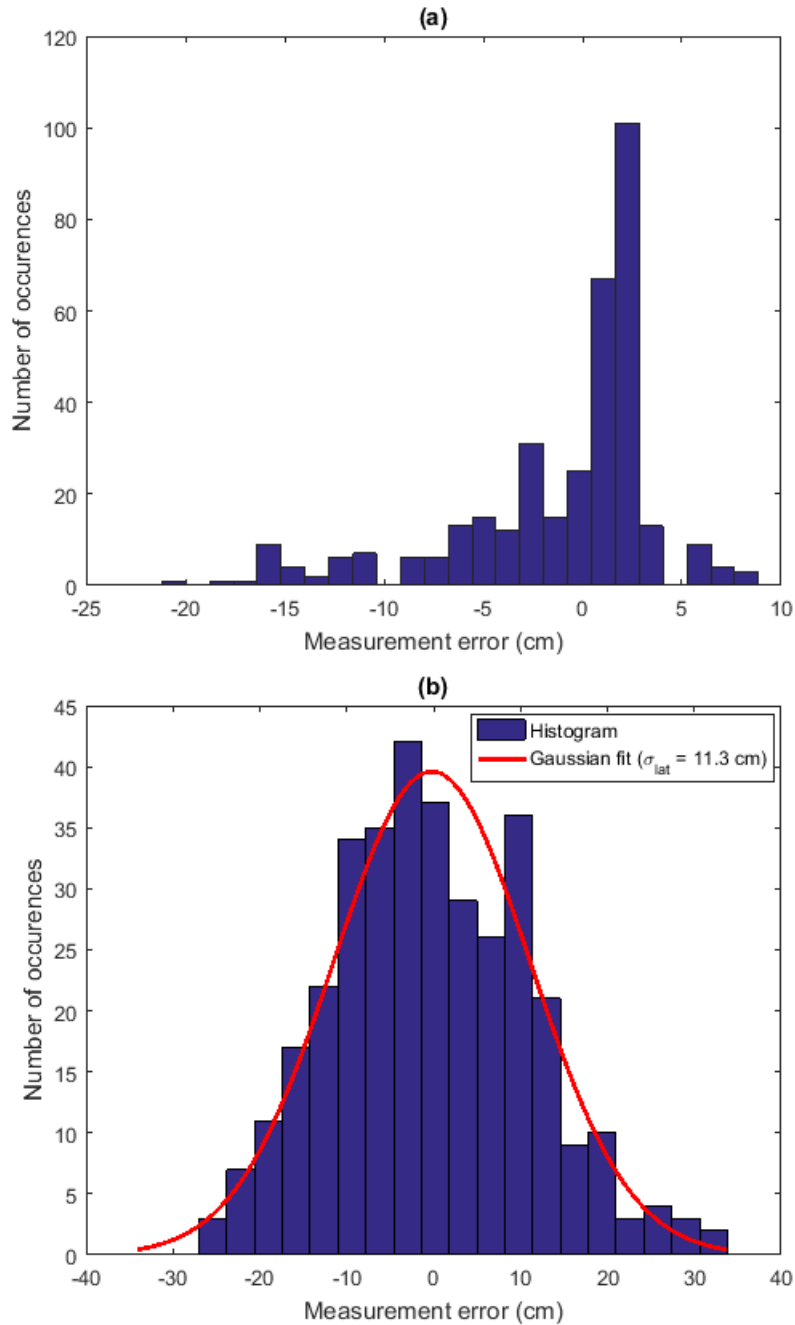 (a)
120
100
80
60
40
20
0
Number of occurences
-25 -20 -15 -10 -5 0 5 10
Measurement error (cm)
(b)
45
40
35
30
25
20
15
10
5
0
Number of occurences
Histogram
Gaussian fit (σlat = 11.3 cm)
-40 -30 -20 -10 0 10 20 30 40
Measurement error (cm)